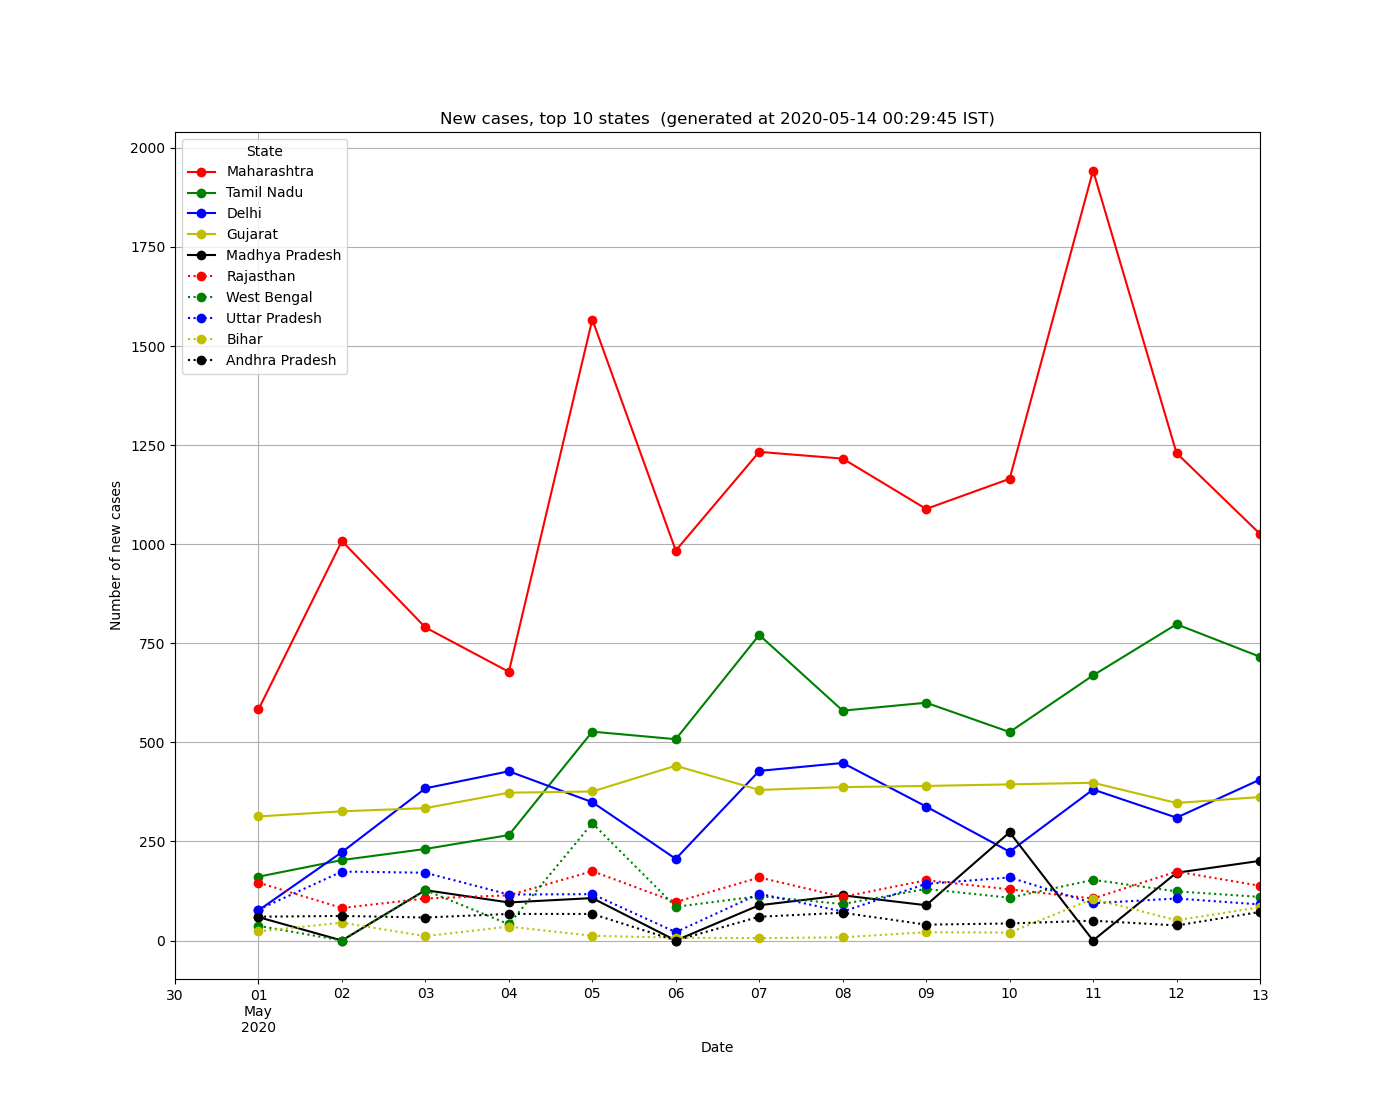 New cases, top 10 states  (generated at 2020-05-14 00:29:45 IST)
State
Maharashtra
Tamil Nadu
Delhi
Gujarat
Madhya Pradesh
Rajasthan
West Bengal
Uttar Pradesh
Bihar
Andhra Pradesh
2000
1750
1500
1250
1000
750
500
250
0
Number of new cases
30 01 02 03 04 05 06 07 08 09 10 11 12 13
May
2020
Date